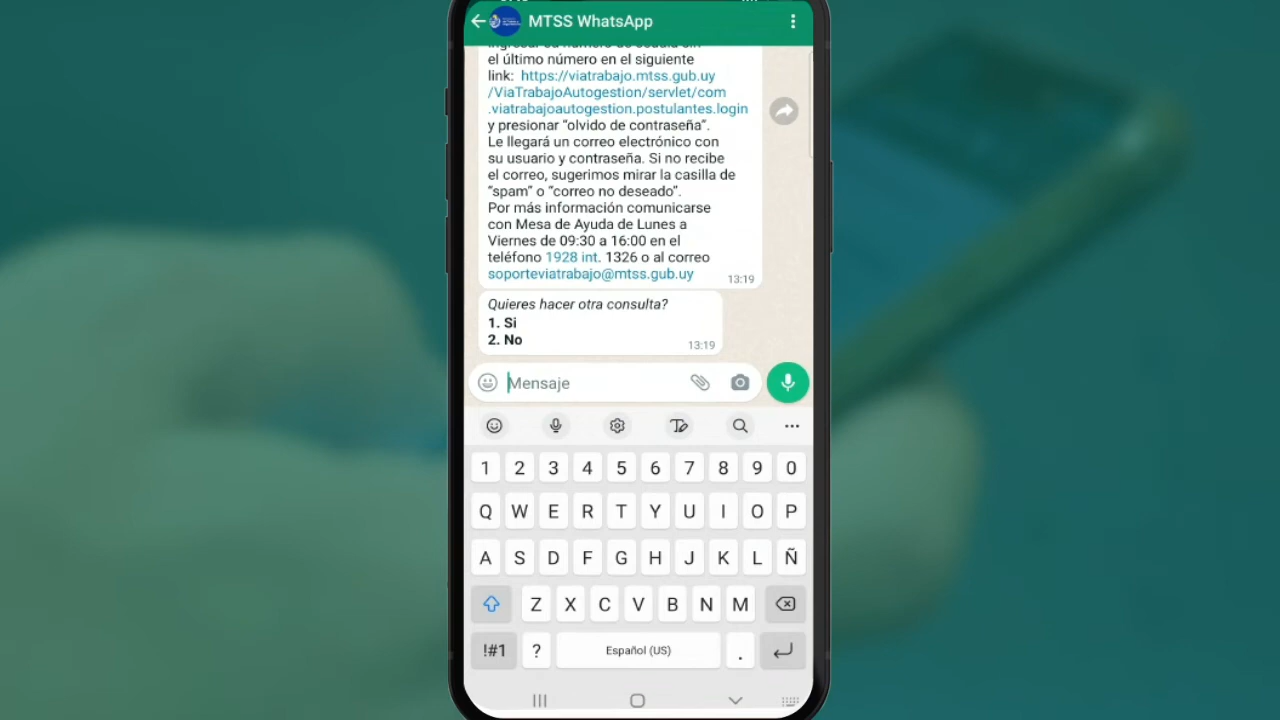 MTSS WhatsApp
el último número en el siguiente
link: https://viatrabajo.mtss.gub.uy
/ViaTrabajoAutogestion/servlet/com
.viatrabajoautogestion.postulantes.login
y presionar “olvido de contraseña”.
Le llegará un correo electrónico con
su usuario y contraseña. Si no recibe
el correo, sugerimos mirar la casilla de
“spam” o “correo no deseado”.
Por más información comunicarse
con Mesa de Ayuda de Lunes a
Viernes de 09:30 a 16:00 en el
teléfono 1928 int. 1326 o al correo
soporteviatrabajo@mtss.gub.uy
13:19
Quieres hacer otra consulta?
1. Si
2. No
13:19
Mensaje
1 2 3 4 5 6 7 8 9 0
Q W E R T Y U I O P
A S D F G H J K L Ñ
Z X C V B N M
!#1 ? Español (US) .